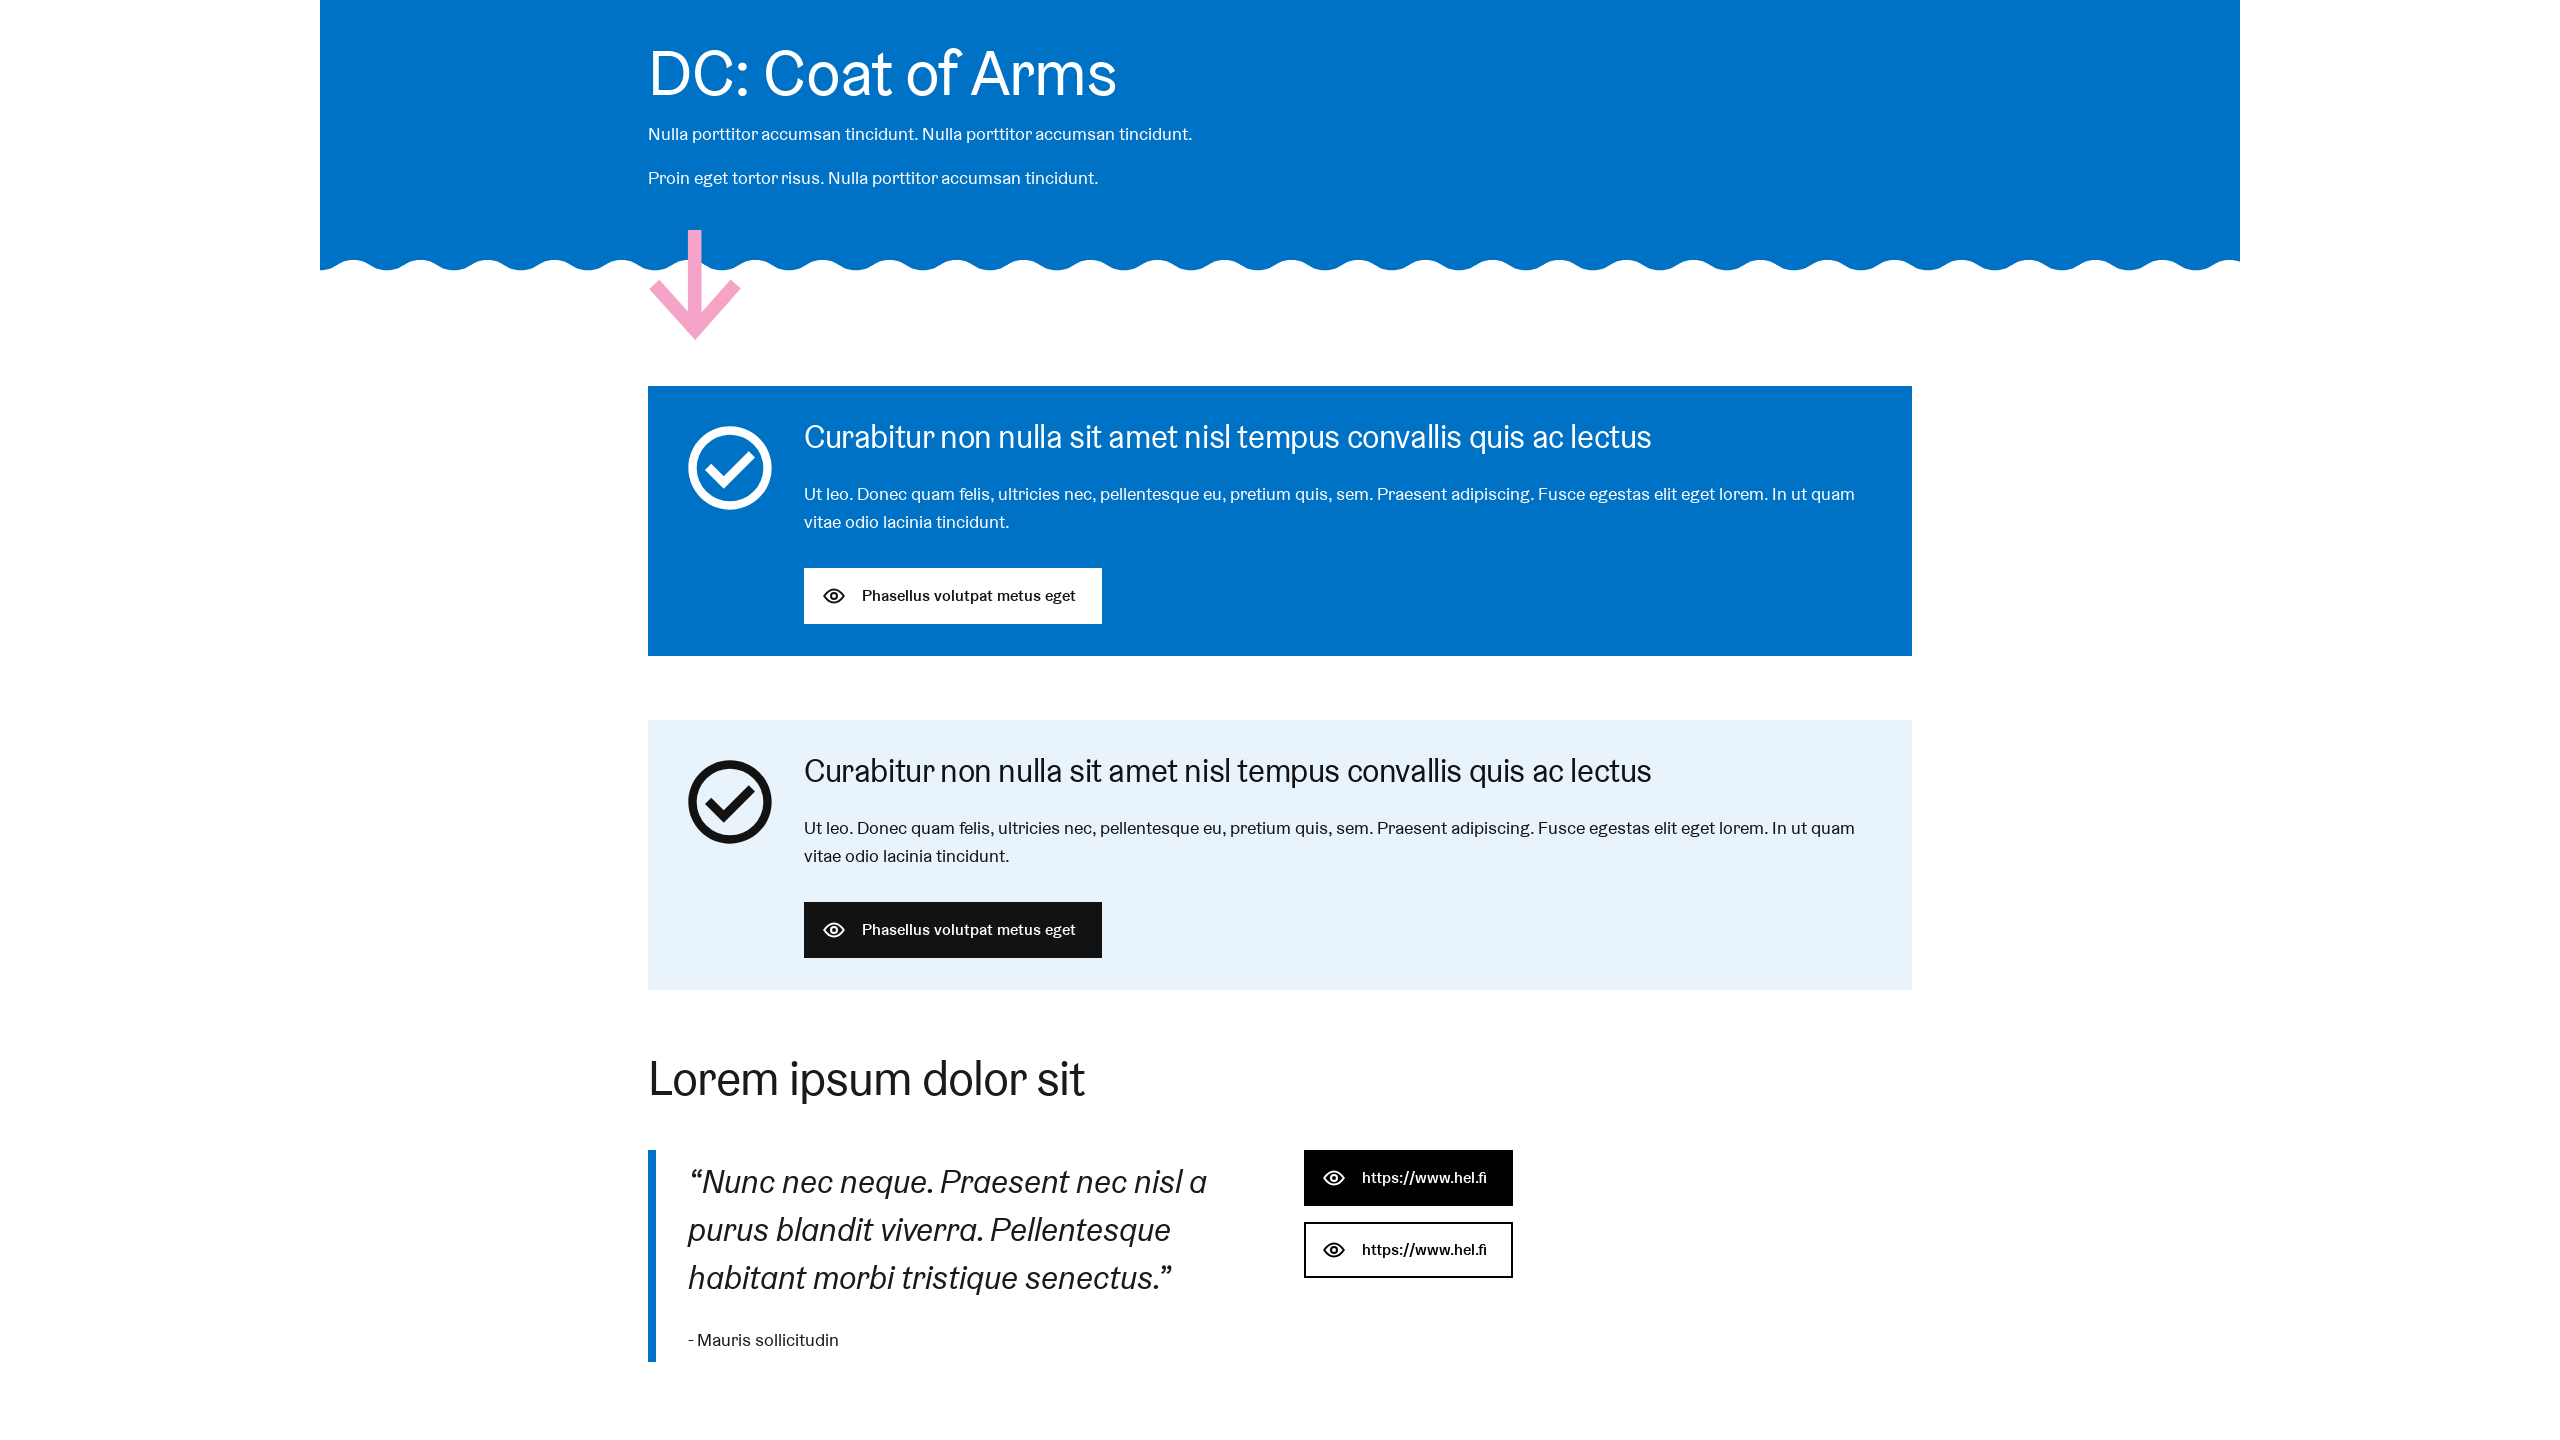 DC: Coat of Arms
Nulla porttitor accumsan tincidunt. Nulla porttitor accumsan tincidunt.
Proin eget tortor risus. Nulla porttitor accumsan tincidunt.
Curabitur non nulla sit amet nisl tempus convallis quis ac lectus
Ut leo. Donec quam felis, ultricies nec, pellentesque eu, pretium quis, sem. Praesent adipiscing. Fusce egestas elit eget lorem. In ut quam
vitae odio lacinia tincidunt.
Phasellus volutpat metus eget
Curabitur non nulla sit amet nisl tempus convallis quis ac lectus
Ut leo. Donec quam felis, ultricies nec, pellentesque eu, pretium quis, sem. Praesent adipiscing. Fusce egestas elit eget lorem. In ut quam
vitae odio lacinia tincidunt.
Phasellus volutpat metus eget
Lorem ipsum dolor sit
“Nunc nec neque. Praesent nec nisl a
purus blandit viverra. Pellentesque
habitant morbi tristique senectus.”
- Mauris sollicitudin
https://www.hel.fi
https://www.hel.fi